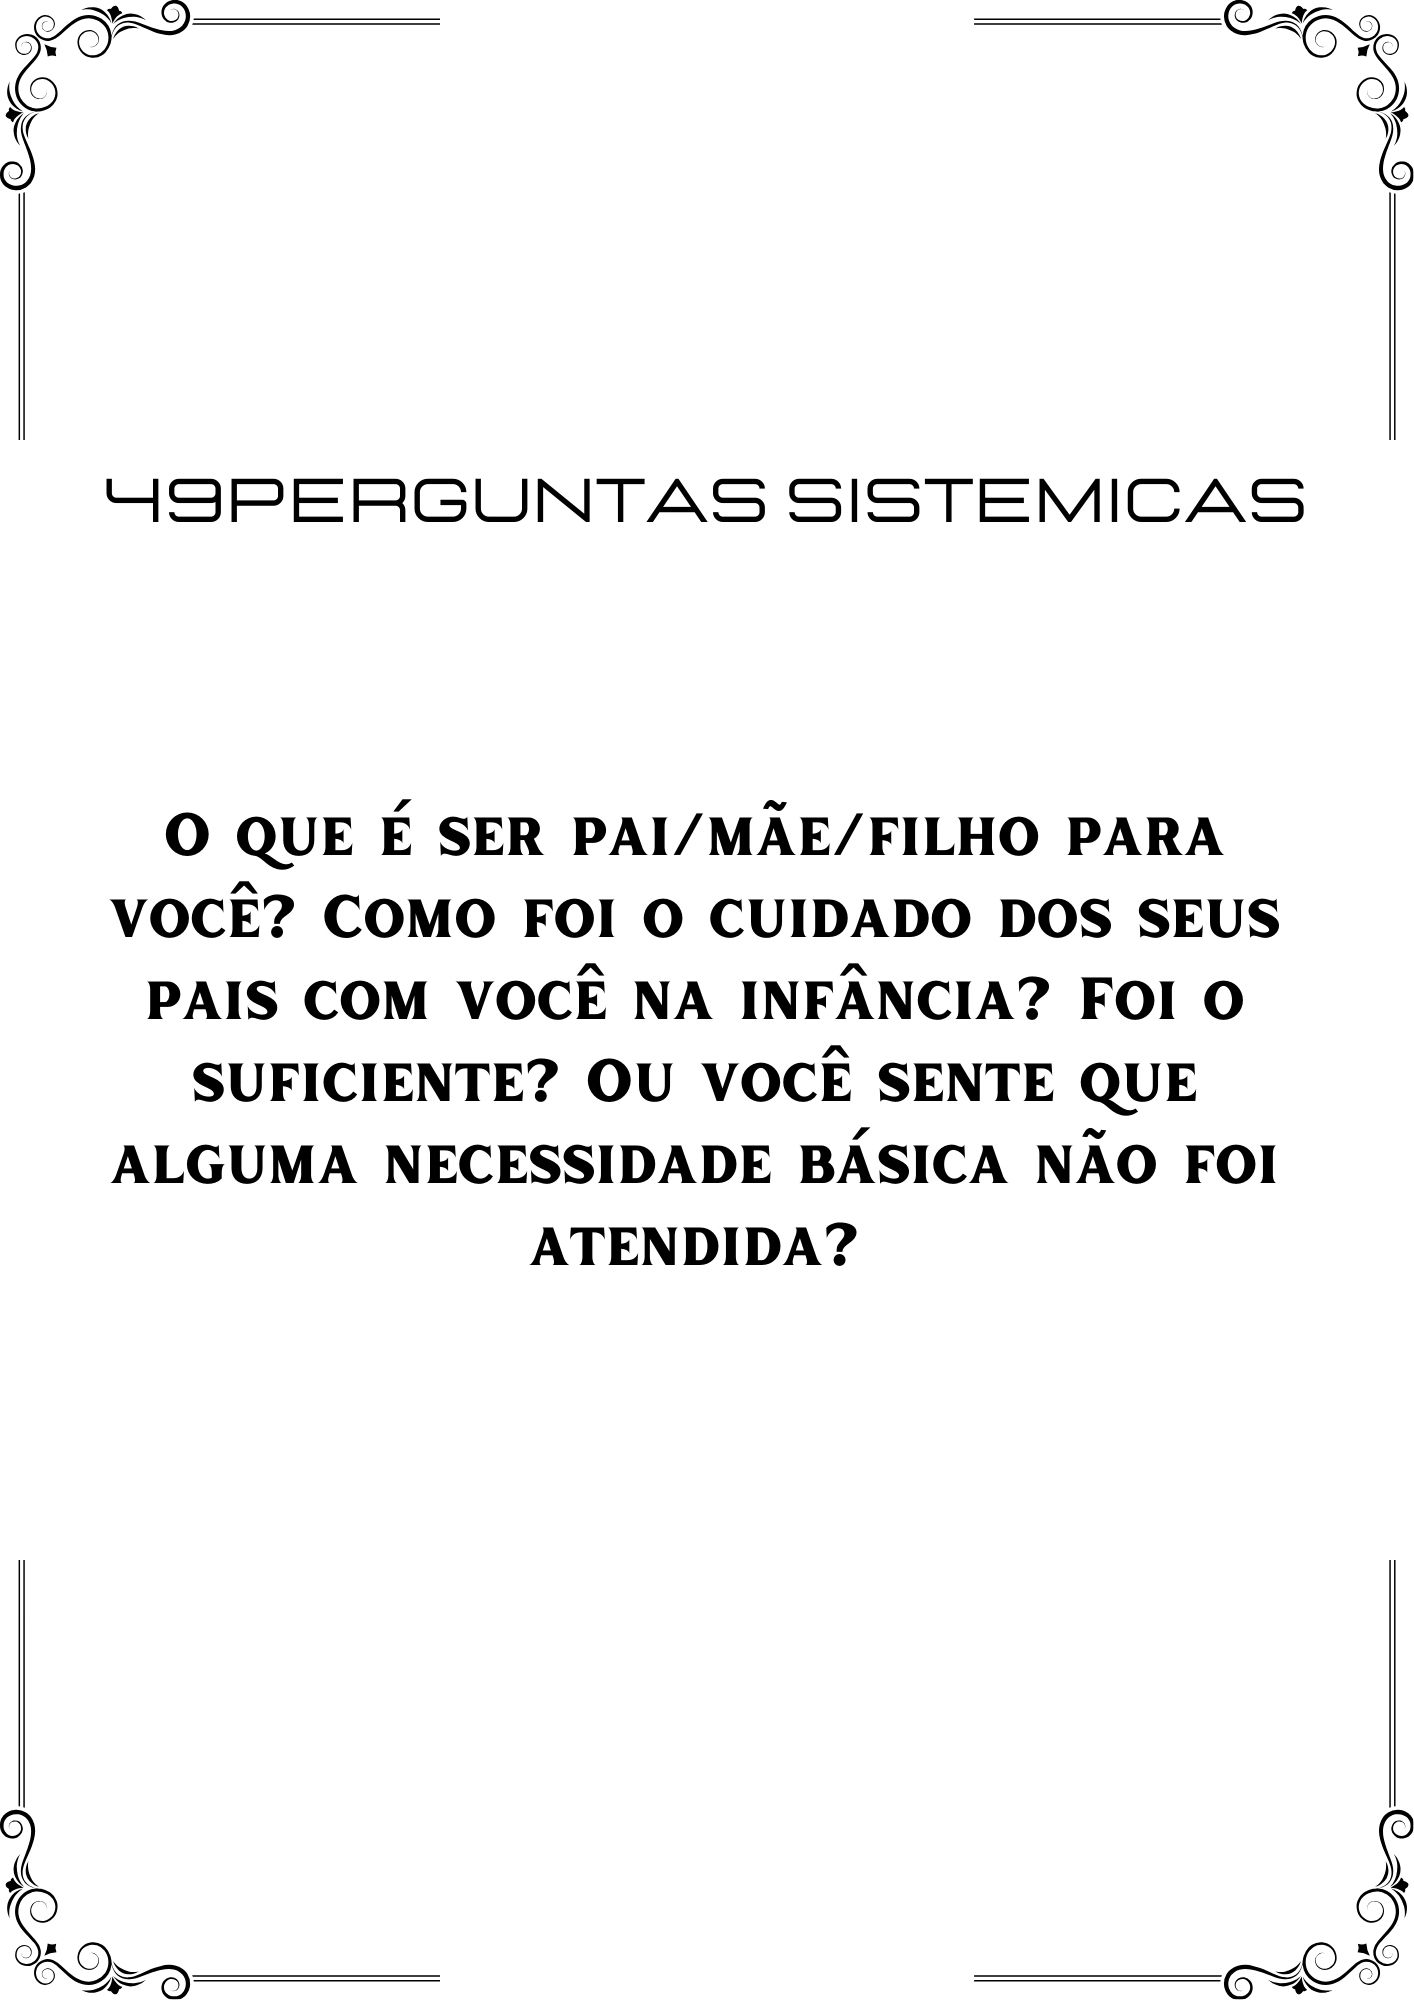 49PERGUNTAS SISTEMICAS
O que é ser pai/mãe/filho para
você? Como foi o cuidado dos seus
pais com você na infância? Foi o
suficiente? Ou você sente que
alguma necessidade básica não foi
atendida?